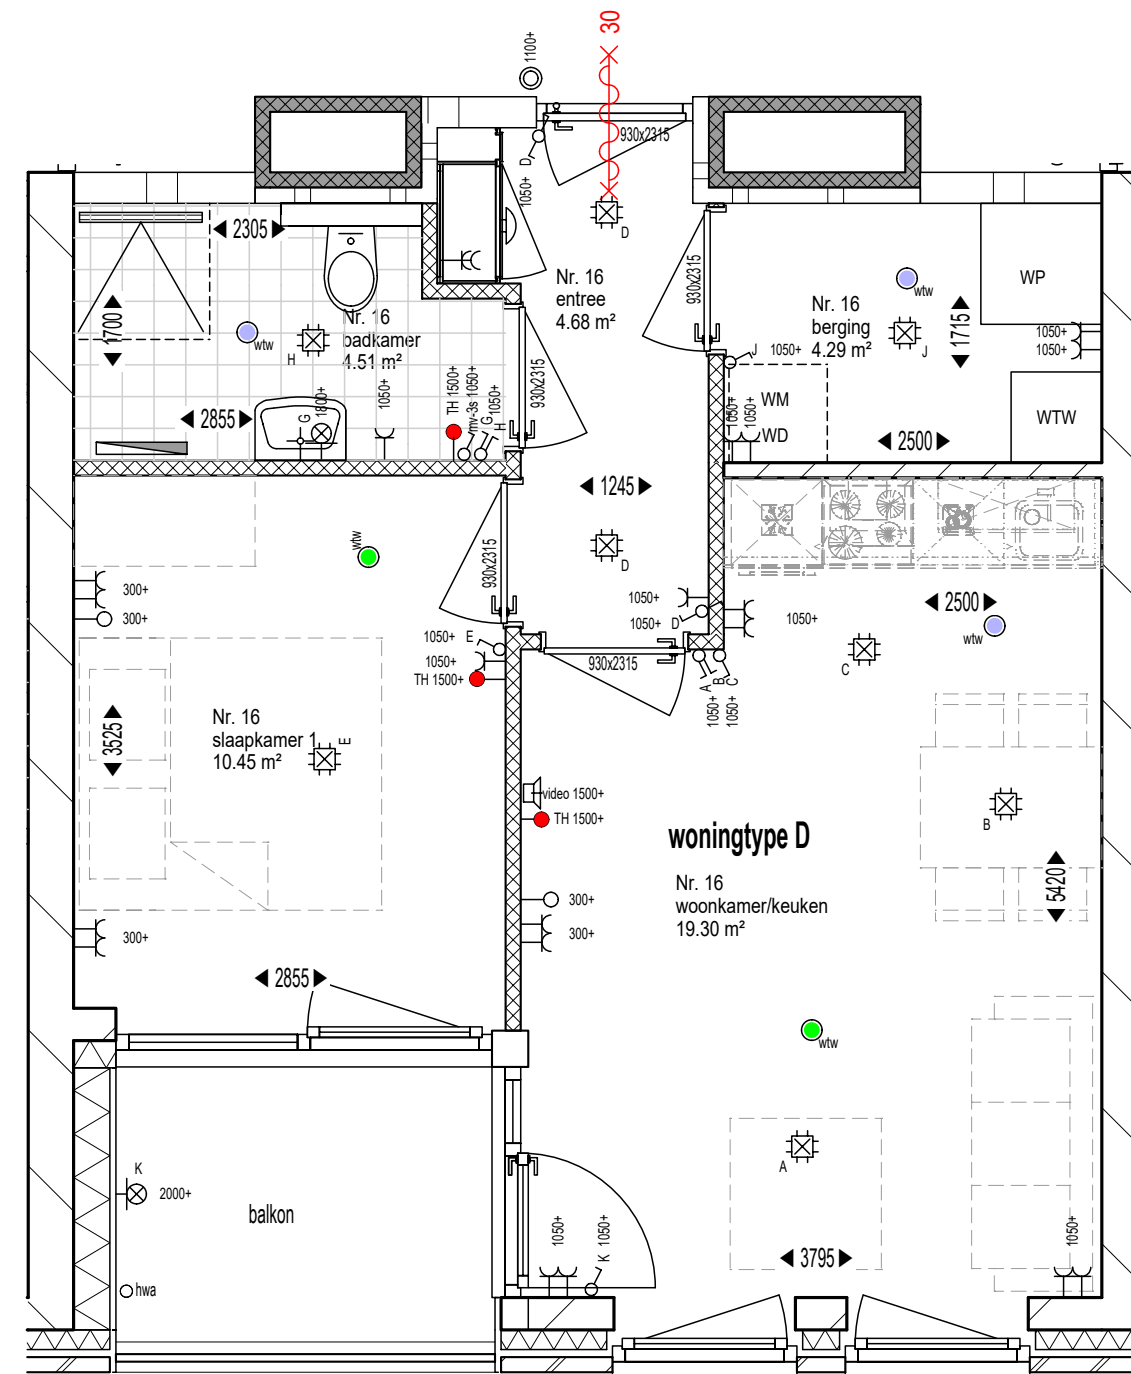 30
1100+
930x2315
D
1050+
D
2305
Nr. 16
entree
4.68 m²
930x2315
wtw
WP
Nr. 16
badkamer
4.51 m²
1700
wtw
H
Nr. 16
berging
4.29 m²
J
1715
1050+
1050+
J
1050+
2855
G
1800+
1050+
TH 1500+
mv-3s 1050+
G
1050+
H
930x2315
WM
WD
1050+
1050+
2500
WTW
1245
wtw
930x2315
D
300+
300+
1050+
D
1050+
1050+
2500
wtw
C
1050+
E
1050+
TH 1500+
930x2315
A
B
C
1050+
1050+
Nr. 16
slaapkamer 1
10.45 m²
E
3525
video 1500+
TH 1500+
B
woningtype D
Nr. 16
woonkamer/keuken
19.30 m²
5420
300+
300+
300+
2855
wtw
A
K
2000+
balkon
hwa
1050+
K
1050+
3795
1050+